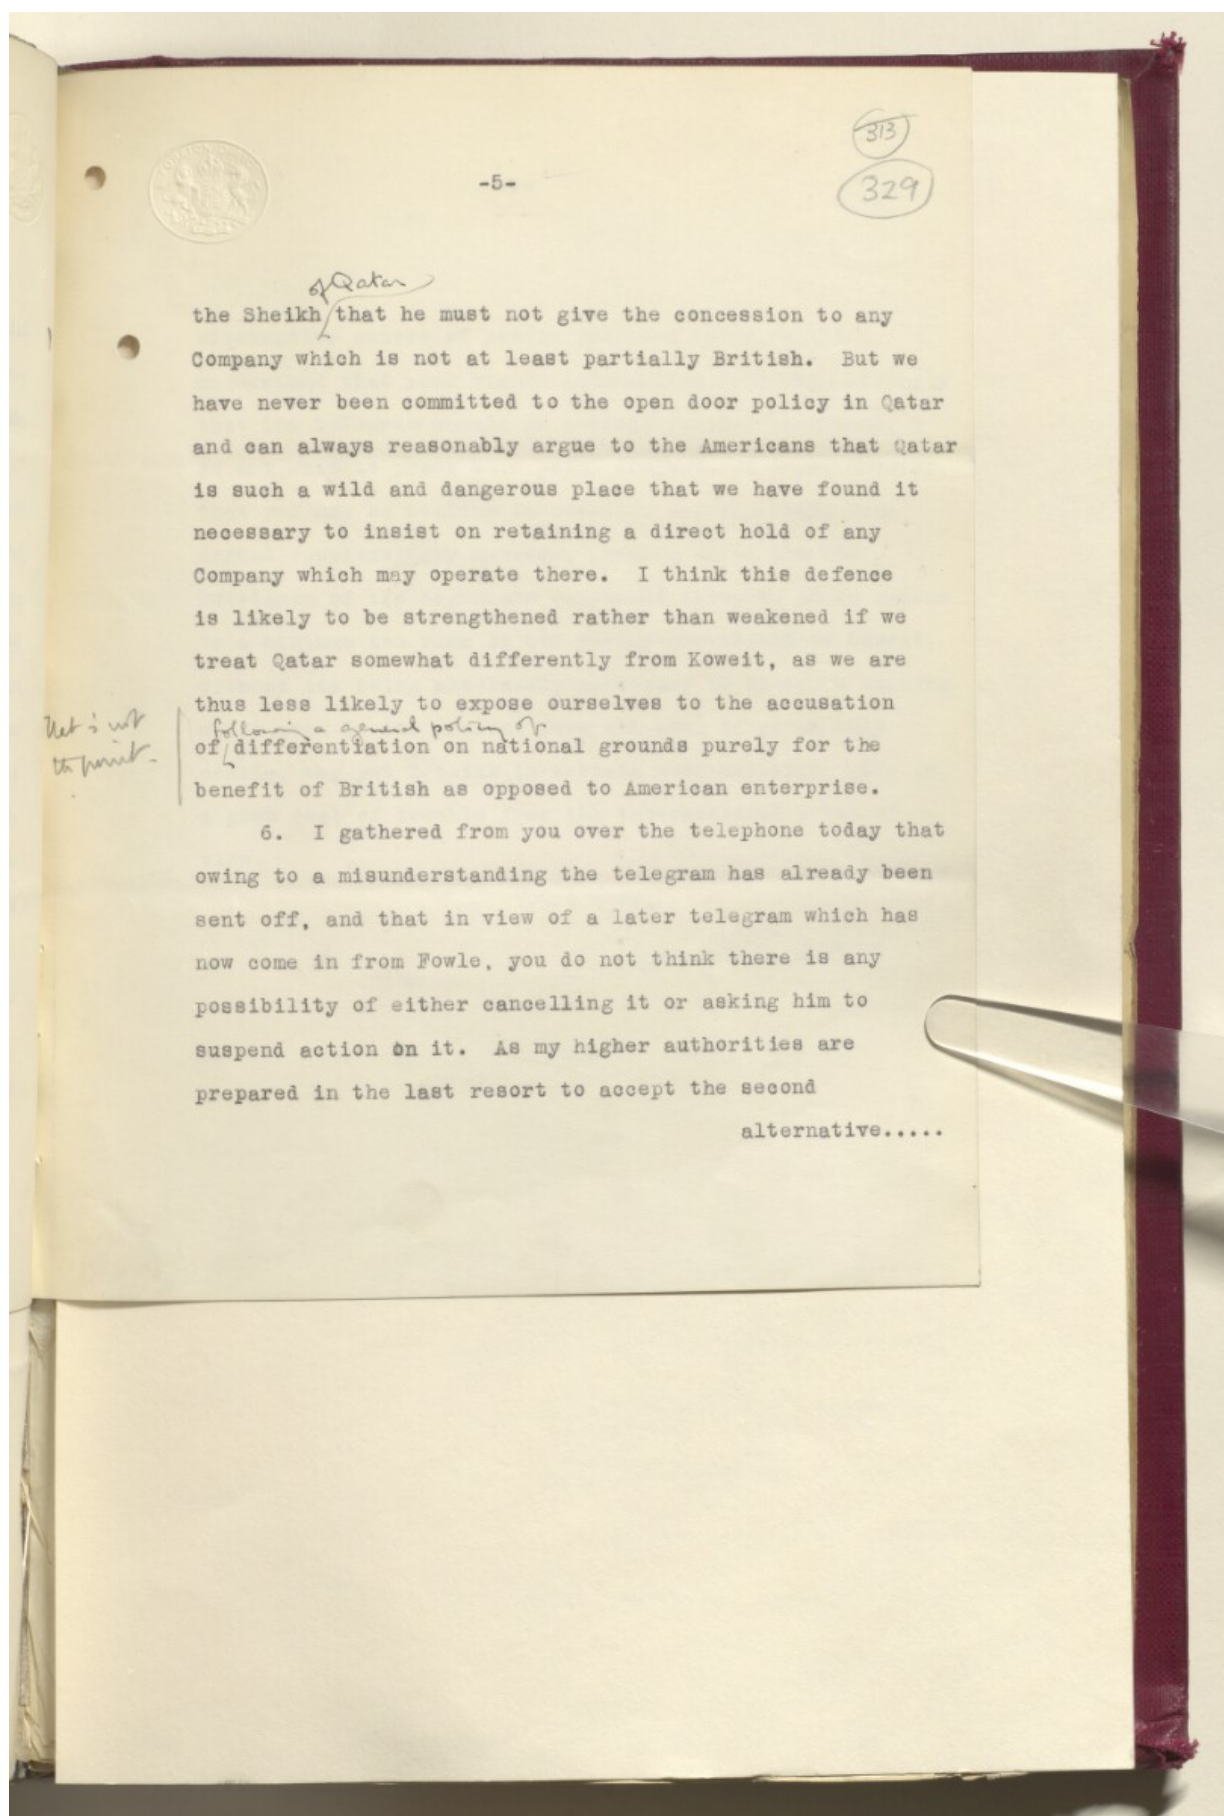 313
329
-5-
of Qatar
the Sheikh that he must not give the concession to any
Company which is not at least partially British. But we
have never been committed to the open door policy in Qatar
and can always reasonably argue to the Americans that Qatar
is such a wild and dangerous place that we have found it
necessary to insist on retaining a direct hold of any
Company which may operate there. I think this defence
is likely to be strengthened rather than weakened if we
treat Qatar somewhat differently from Koweit, as we are
thus less likely to expose ourselves to the accusation
following a general policy of
of differentiation on national grounds purely for the
benefit of British as opposed to American enterprise.
that is not
the point.
6. I gathered from you over the telephone today that
owing to a misunderstanding the telegram has already been
sent off, and that in view of a later telegram which has
now come in from Fowle, you do not think there is any
possibility of either cancelling it or asking him to
suspend action on it. As my higher authorities are
prepared in the last resort to accept the second
alternative.....